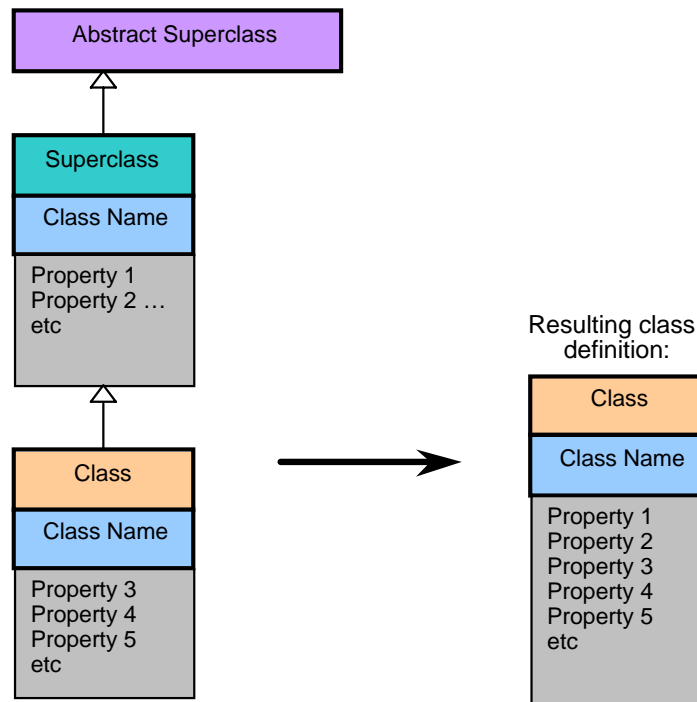 Abstract Superclass
Superclass
Class Name
Property 1
Property 2 …
etc
Class
Class Name
Property 3
Property 4
Property 5
etc
Resulting class
definition:
Class
Class Name
Property 1
Property 2
Property 3
Property 4
Property 5
etc